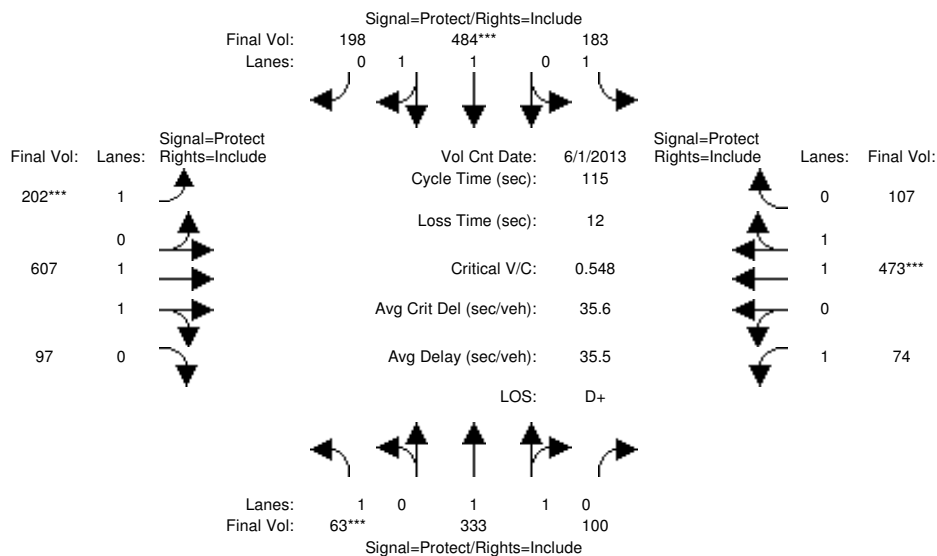 Signal=Protect/Rights=Include
Final Vol: 198 484*** 183
Lanes: 0 1 1 0 1
Signal=Protect
Final Vol: Lanes: Rights=Include
Vol Cnt Date: 6/1/2013
Signal=Protect
Rights=Include Lanes: Final Vol:
Cycle Time (sec): 115
202*** 1
0 107
Loss Time (sec): 12
0
1
607 1
Critical V/C: 0.548
1 473***
1
Avg Crit Del (sec/veh): 35.6
0
97 0
Avg Delay (sec/veh): 35.5
1 74
LOS: D+
Lanes: 1 0 1 1 0
Final Vol: 63*** 333 100
Signal=Protect/Rights=Include